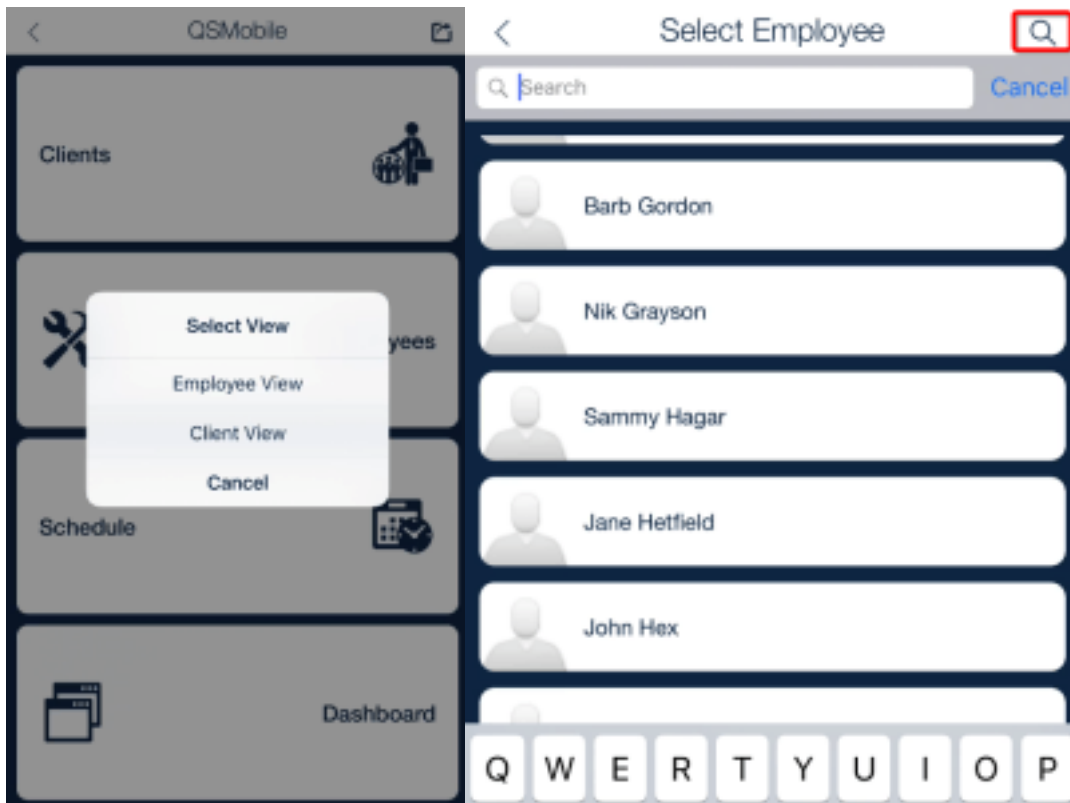 QSMobile
Clients
yees
Select View
Employee View
Client View
Cancel
Schedule
Dashboard
Select Employee
Search
Cancel
Barb Gordon
Nik Grayson
Sammy Hagar
Jane Hetfield
John Hex
Q W E R T Y U I O P